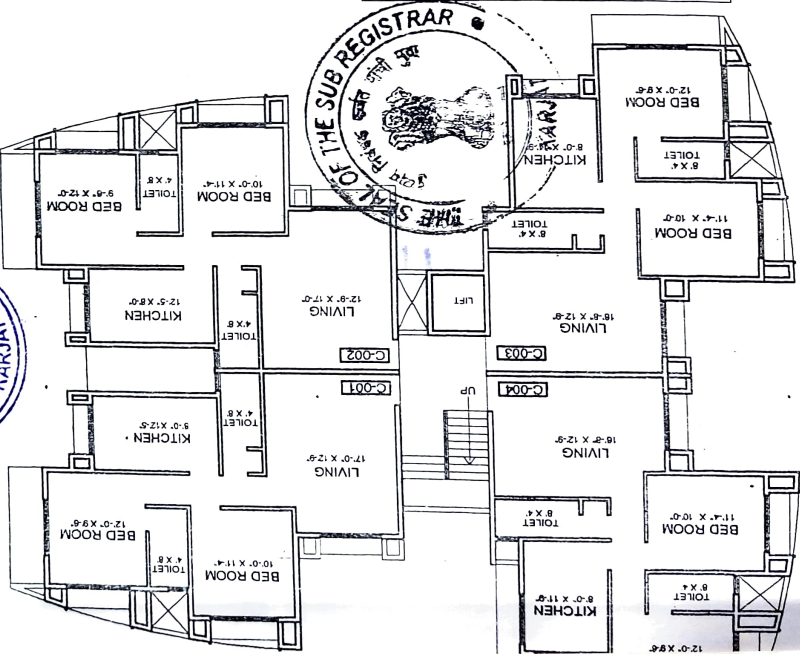 THE SEAL OF THE SUB REGISTRAR
KARJAT
BED ROOM
12'-0" X 9'-6"
TOILET
8' X 4'
BED ROOM
11'-4" X 10'-0"
KITCHEN
8'-0" X 11'-9"
TOILET
8' X 4'
LIVING
16'-8" X 12'-9"
C-003
LIFT
BED ROOM
10'-0" X 11'-4"
TOILET
4' X 8'
BED ROOM
9'-6" X 12'-0"
LIVING
12'-9" X 17'-0"
C-002
KITCHEN
12'-5" X 8'-0"
TOILET
4' X 8'
C-001
LIVING
17'-0" X 12'-9"
TOILET
4' X 8'
KITCHEN
X 12'-5"
BED ROOM
12'-0" X 9'-6"
TOILET
4' X 8'
BED ROOM
10'-0" X 11'-4"
UP
C-004
LIVING
16'-8" X 12'-9"
TOILET
8' X 4'
BED ROOM
11'-4" X 10'-0"
KITCHEN
8'-0" X 11'-9"
TOILET
8' X 4'
12'-0" X 9'-6"
KARJAT